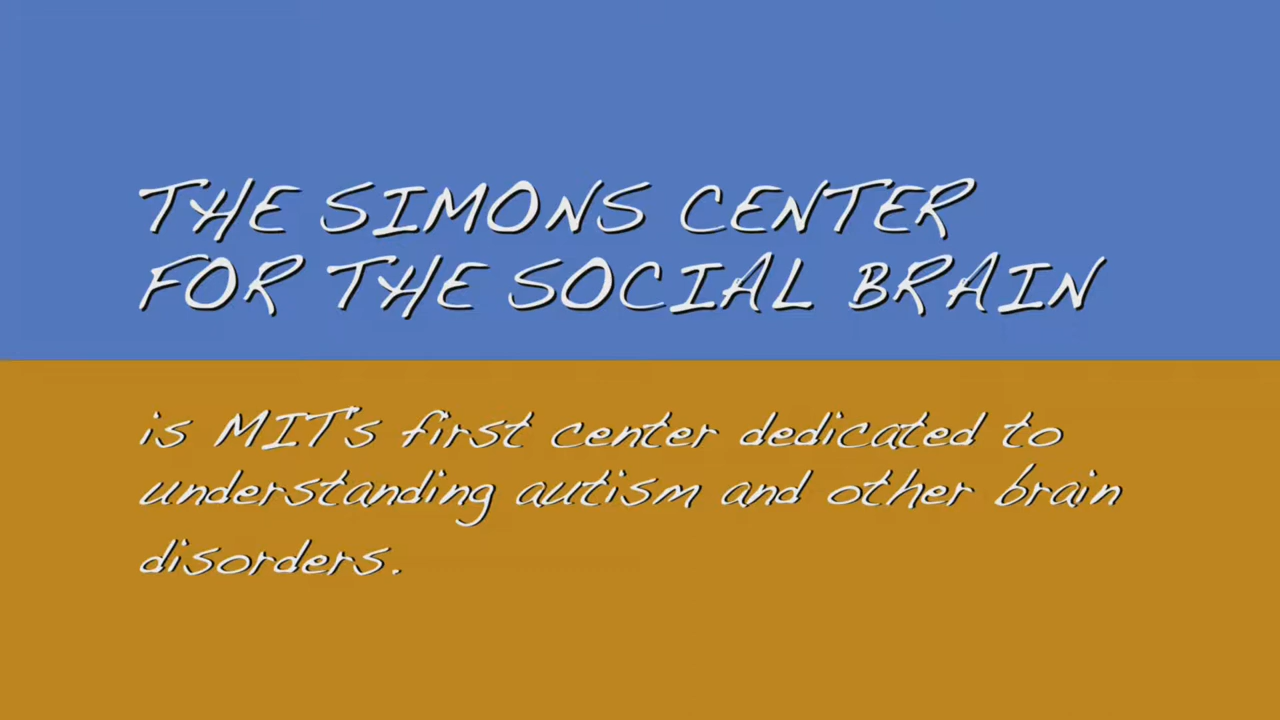 THE SIMONS CENTER
FOR THE SOCIAL BRAIN
is MIT's first center dedicated to
understanding autism and other brain
disorders.